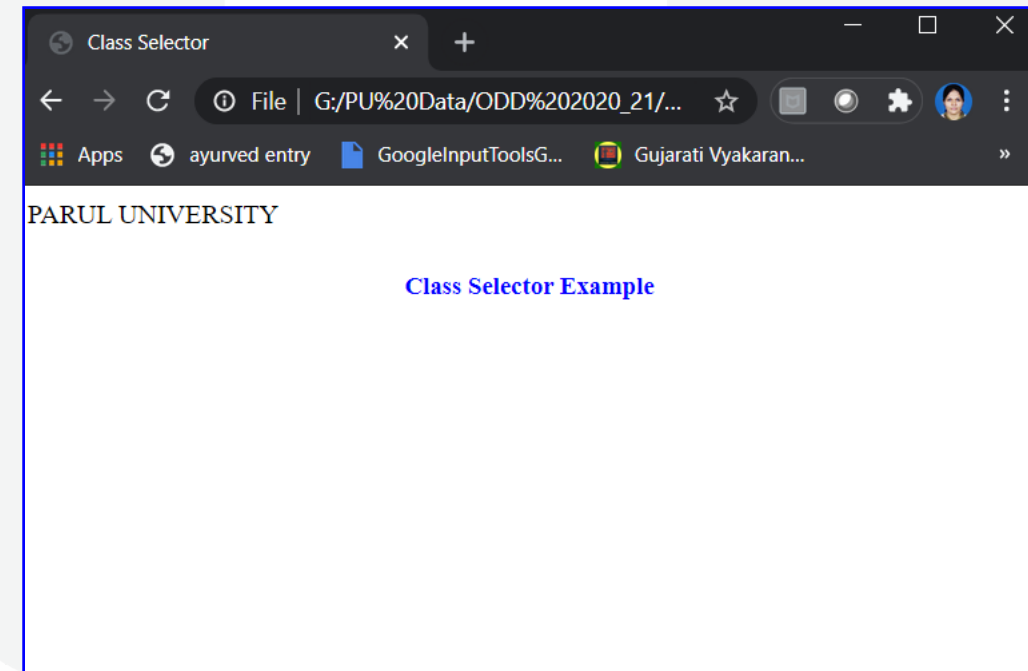 Class Selector
File | G:/PU%20Data/ODD%202020_21/...
Apps ayurved entry GoogleInputToolsG... Gujarati Vyakaran... »
PARUL UNIVERSITY
Class Selector Example